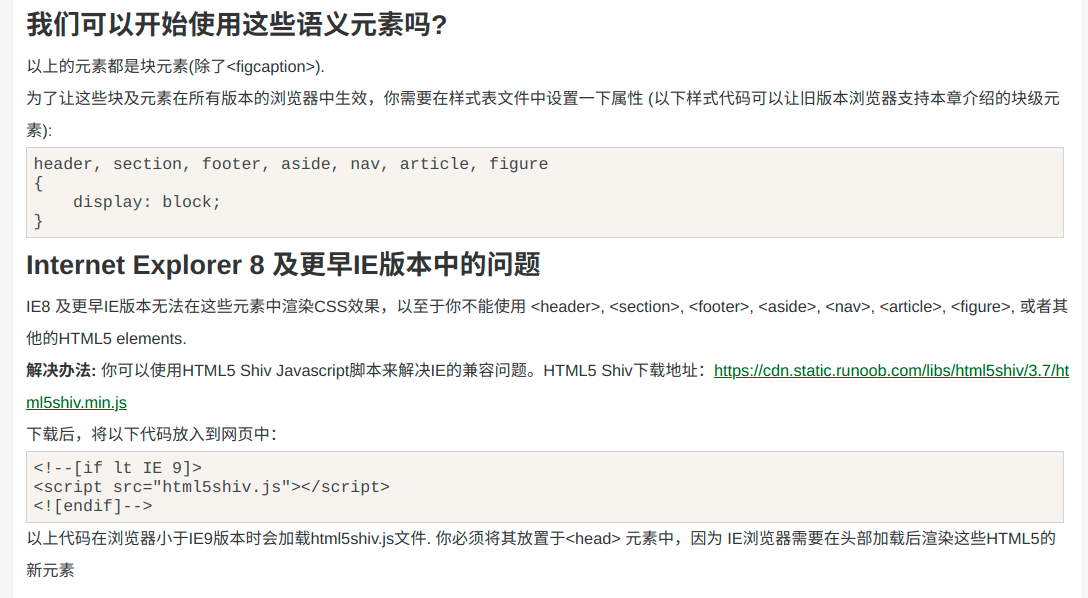 我们可以开始使用这些语义元素吗?
以上的元素都是块元素(除了<figcaption>).
为了让这些块及元素在所有版本的浏览器中生效，你需要在样式表文件中设置一下属性 (以下样式代码可以让旧版本浏览器支持本章介绍的块级元
素):
header, section, footer, aside, nav, article, figure
{
    display: block;
}
Internet Explorer 8 及更早IE版本中的问题
IE8 及更早IE版本无法在这些元素中渲染CSS效果，以至于你不能使用 <header>, <section>, <footer>, <aside>, <nav>, <article>, <figure>, 或者其
他的HTML5 elements.
解决办法: 你可以使用HTML5 Shiv Javascript脚本来解决IE的兼容问题。HTML5 Shiv下载地址：https://cdn.static.runoob.com/libs/html5shiv/3.7/ht
ml5shiv.min.js
下载后，将以下代码放入到网页中：
<!--[if lt IE 9]>
<script src="html5shiv.js"></script>
<![endif]-->
以上代码在浏览器小于IE9版本时会加载html5shiv.js文件. 你必须将其放置于<head> 元素中，因为 IE浏览器需要在头部加载后渲染这些HTML5的
新元素